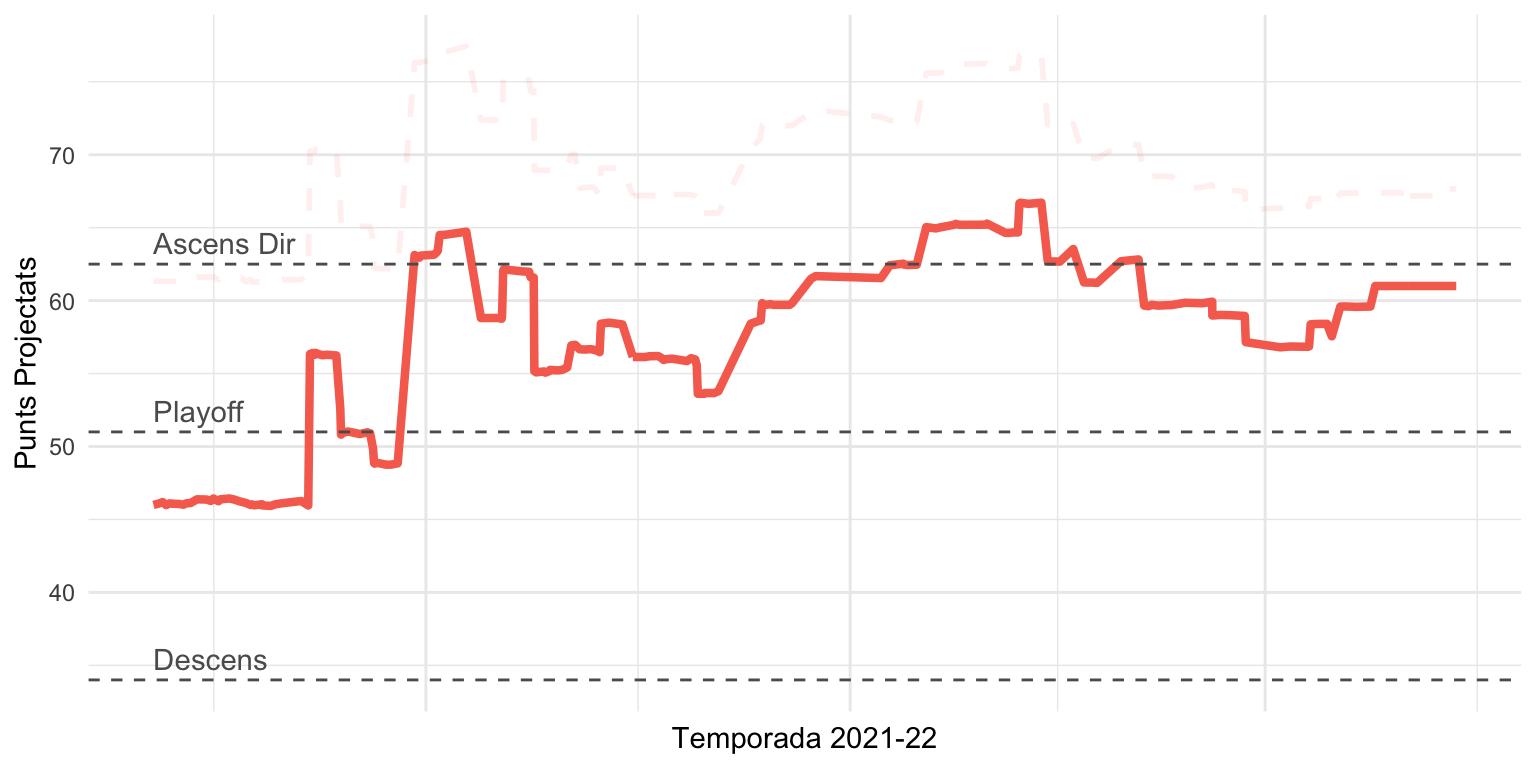 70
Ascens Dir
60
Playoff
50
40
Descens
Punts Projectats
Temporada 2021-22